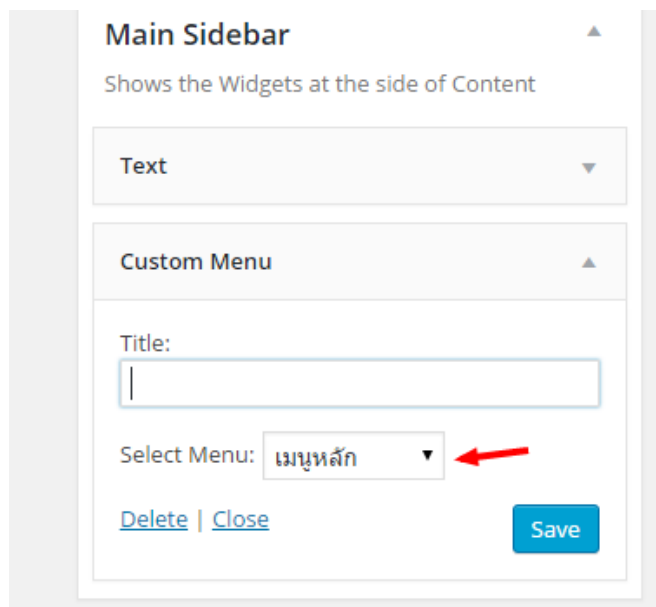 Main Sidebar
Shows the Widgets at the side of Content
Text
Custom Menu
Title:
Select Menu: เมนูหลัก
Delete | Close
Save